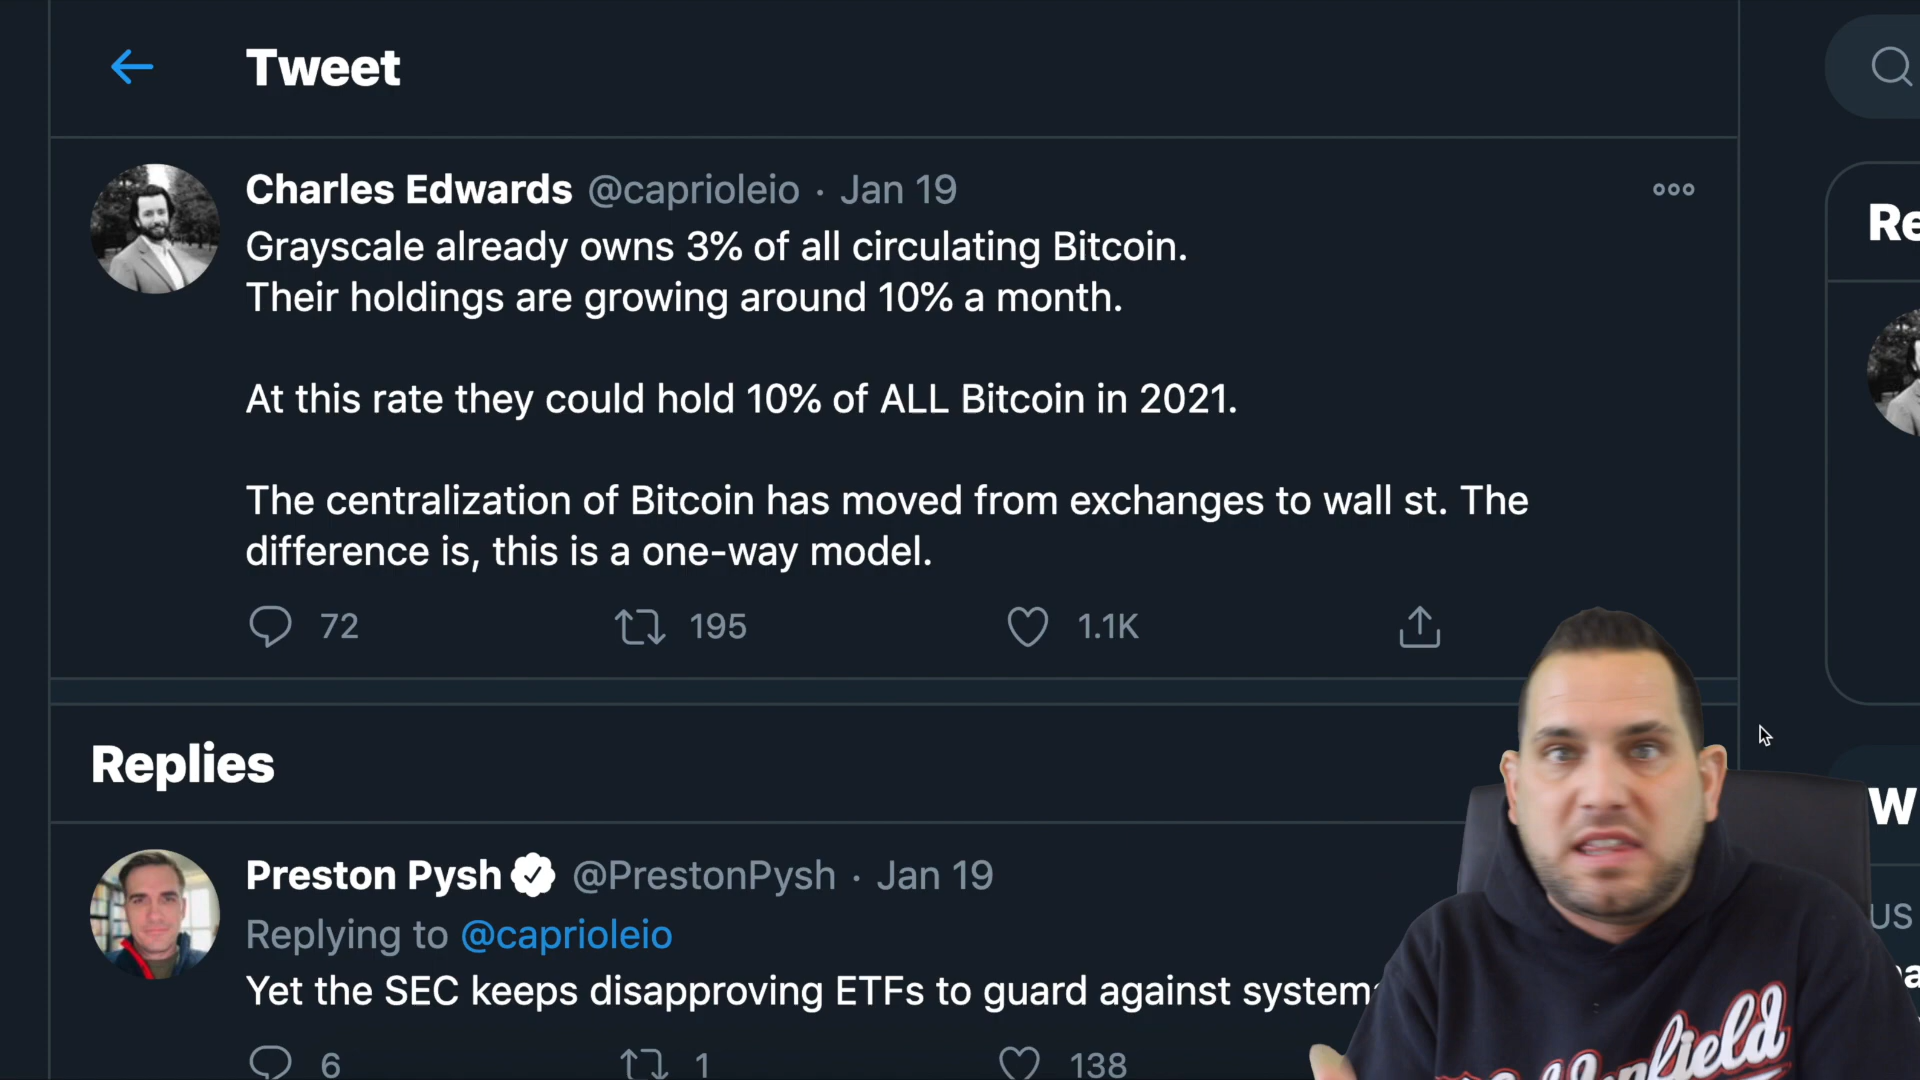 Tweet
Charles Edwards @caprioleio · Jan 19
Grayscale already owns 3% of all circulating Bitcoin.
Their holdings are growing around 10% a month.
At this rate they could hold 10% of ALL Bitcoin in 2021.
The centralization of Bitcoin has moved from exchanges to wall st. The
difference is, this is a one-way model.
72 195 1.1K
Replies
Preston Pysh @PrestonPysh · Jan 19
Replying to @caprioleio
Yet the SEC keeps disapproving ETFs to guard against
6 1 138
Re
W
US